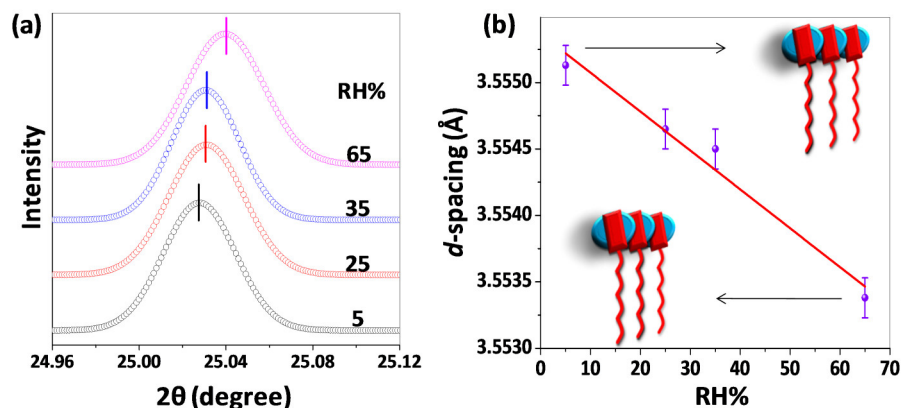 (a)
Intensity
RH%
65
35
25
5
24.96 25.00 25.04 25.08 25.12
2θ (degree)
(b)
d-spacing (Å)
3.5550
3.5545
3.5540
3.5535
3.5530
0 10 20 30 40 50 60 70
RH%